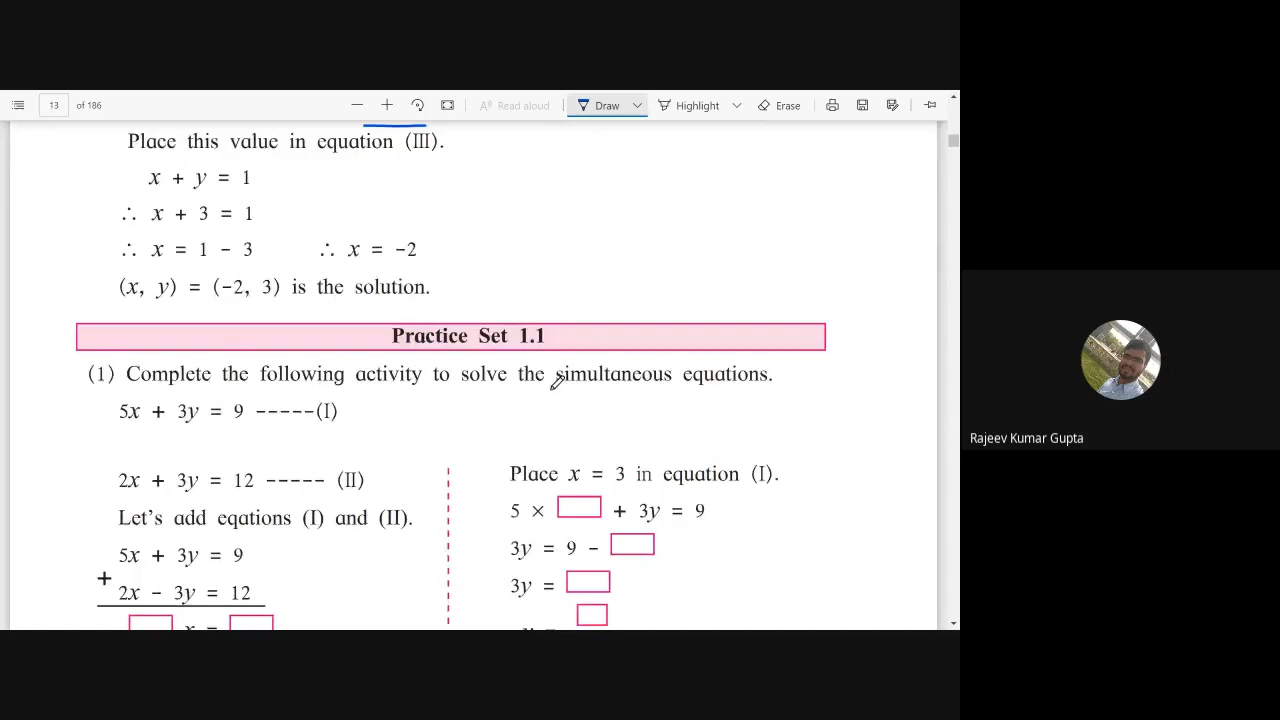 13 of 186 Read aloud Draw Highlight Erase
Place this value in equation (III).
x + y = 1
∴ x + 3 = 1
∴ x = 1 - 3 ∴ x = -2
(x, y) = (-2, 3) is the solution.
Practice Set 1.1
(1) Complete the following activity to solve the simultaneous equations.
5x + 3y = 9 -----(I)
2x + 3y = 12 ----- (II)
Let's add eqations (I) and (II).
5x + 3y = 9
+
2x - 3y = 12
x =
Place x = 3 in equation (I).
5 × + 3y = 9
3y = 9 -
3y =
Rajeev Kumar Gupta